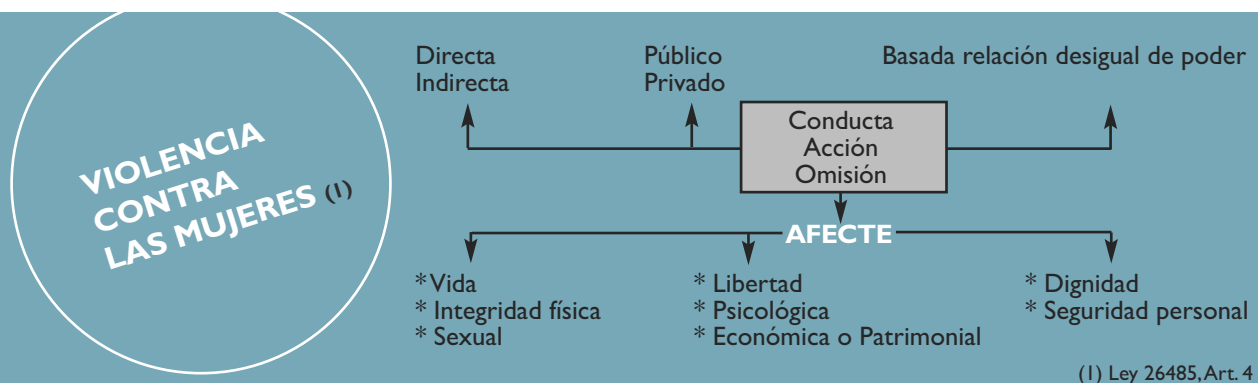 VIOLENCIA
CONTRA
LAS MUJERES (1)
Directa
Indirecta
Público
Privado
Basada relación desigual de poder
Conducta
Acción
Omisión
AFECTE
* Vida
* Integridad física
* Sexual
* Libertad
* Psicológica
* Económica o Patrimonial
* Dignidad
* Seguridad personal
(1) Ley 26485, Art. 4